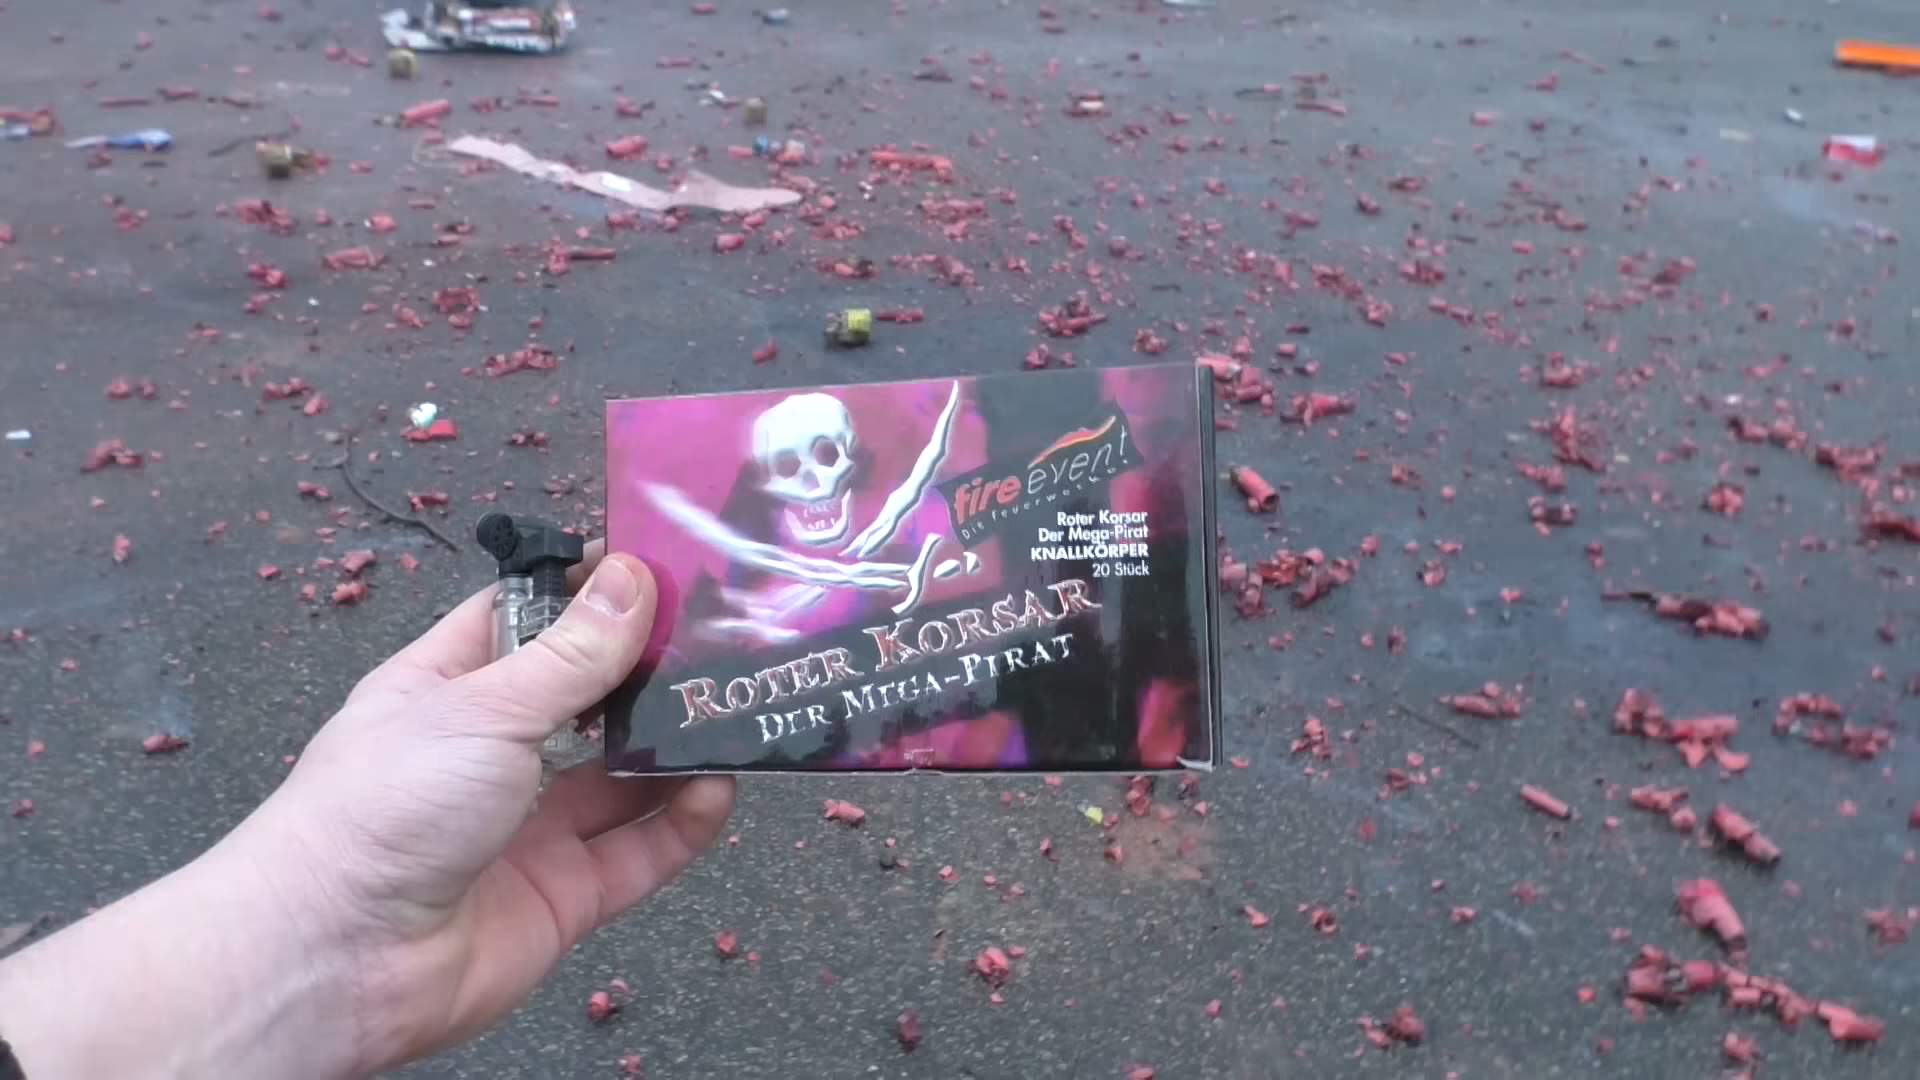 fire event!
Die Feuerwerker
Roter Korsar
Der Mega-Pirat
KNALLKÖRPER
20 Stück
ROTER KORSAR
DER MEGA-PIRAT